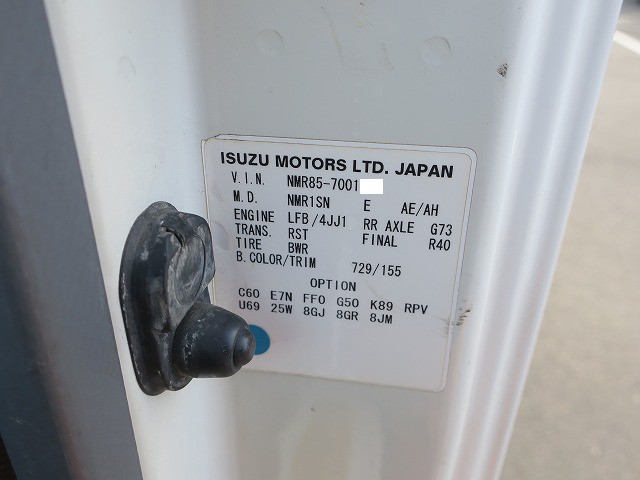 ISUZU MOTORS LTD. JAPAN
V.I.N. NMR85-7001
M.D. NMR1SN E AE/AH
ENGINE LFB/4JJ1 RR AXLE G73
TRANS. RST FINAL R40
TIRE BWR
B.COLOR/TRIM 729/155
OPTION
C60 E7N FF0 G50 K89 RPV
U69 25W 8GJ 8GR 8JM